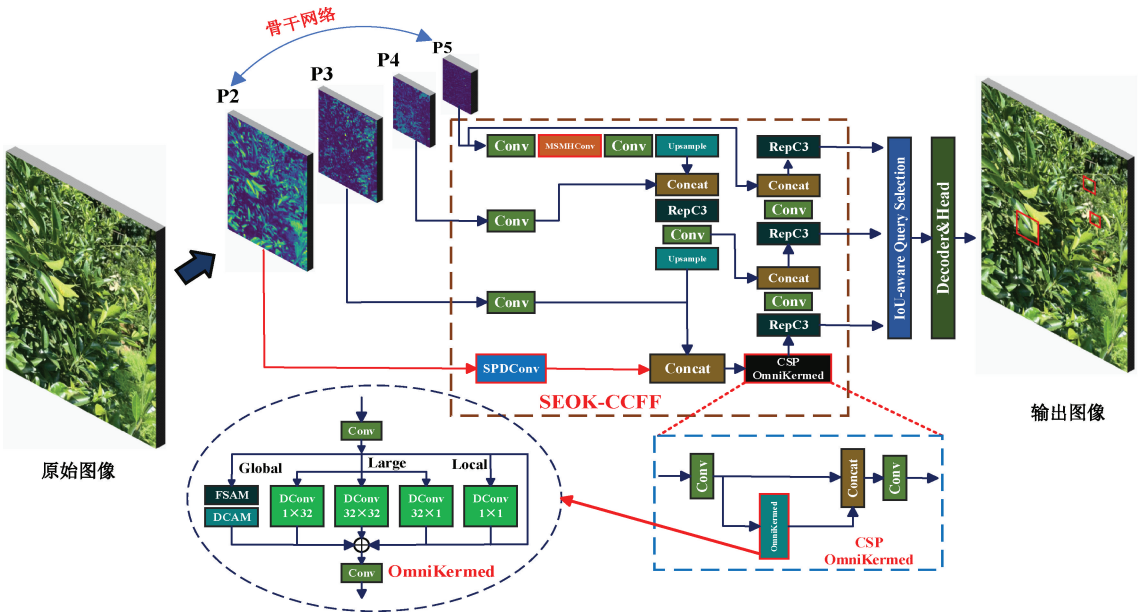 骨干网络
P2
P3
P4
P5
Conv
MSMHConv
Conv
Upsample
RepC3
Concat
Concat
Conv
RepC3
Conv
Conv
RepC3
Upsample
Concat
Conv
Conv
RepC3
SPDConv
Concat
CSP
OmniKermed
SEOK-CCFF
IoU-aware Query Selection
Decoder&Head
原始图像
输出图像
Conv
Global
Large
Local
FSAM
DCAM
DConv
1×32
DConv
32×32
DConv
32×1
DConv
1×1
Conv
OmniKermed
Conv
OmniKermed
Concat
Conv
CSP
OmniKermed